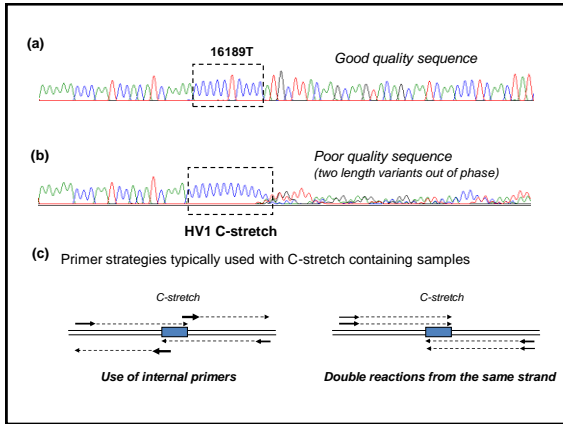 (a)
16189T
Good quality sequence
(b)
Poor quality sequence
(two length variants out of phase)
HV1 C-stretch
(c) Primer strategies typically used with C-stretch containing samples
C-stretch
C-stretch
Use of internal primers
Double reactions from the same strand